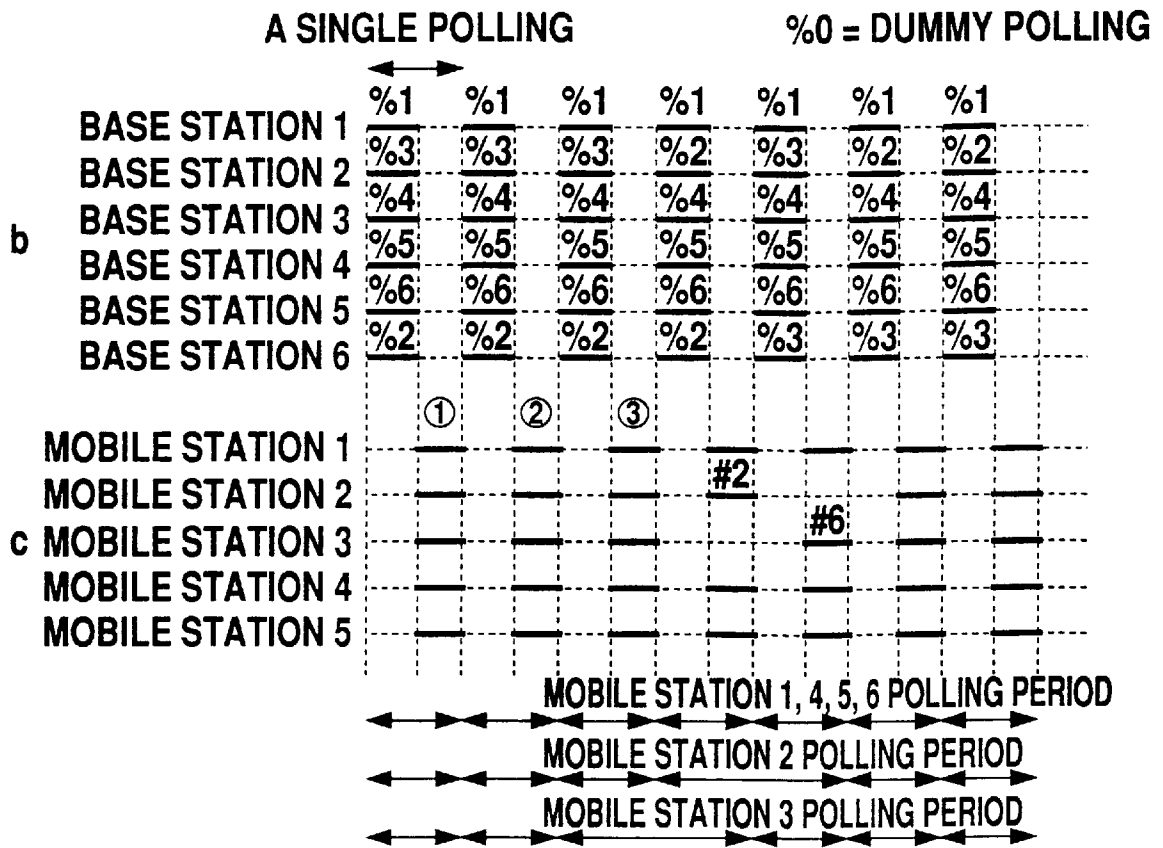 A SINGLE POLLING %0 = DUMMY POLLING
%1 %1 %1 %1 %1 %1 %1
BASE STATION 1
%3 %3 %3 %2 %3 %2 %2
BASE STATION 2
%4 %4 %4 %4 %4 %4 %4
BASE STATION 3
b
%5 %5 %5 %5 %5 %5 %5
BASE STATION 4
%6 %6 %6 %6 %6 %6 %6
BASE STATION 5
%2 %2 %2 %2 %3 %3 %3
BASE STATION 6
① ② ③
MOBILE STATION 1
#2
MOBILE STATION 2
#6
c MOBILE STATION 3
MOBILE STATION 4
MOBILE STATION 5
MOBILE STATION 1, 4, 5, 6 POLLING PERIOD
MOBILE STATION 2 POLLING PERIOD
MOBILE STATION 3 POLLING PERIOD